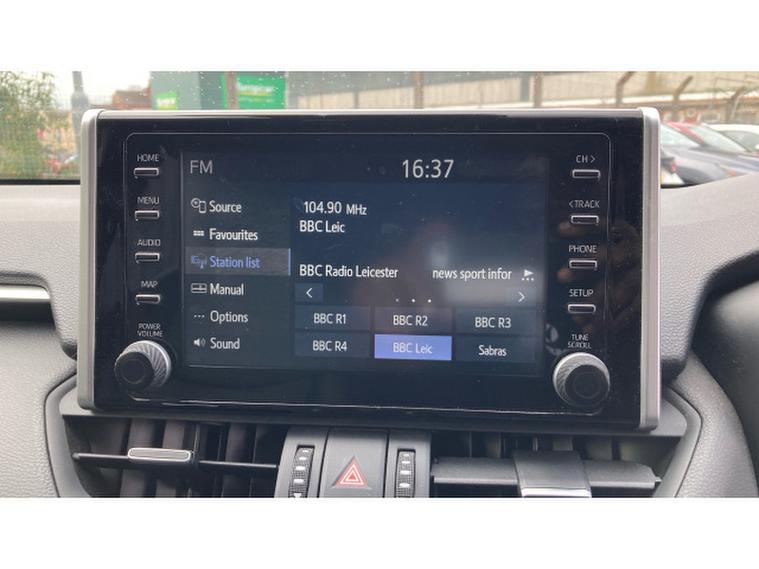 HOME
MENU
AUDIO
MAP
POWER
VOLUME
FM
16:37
Source
Favourites
Station list
Manual
Options
Sound
104.90 MHz
BBC Leic
BBC Radio Leicester
news sport infor
BBC R1
BBC R2
BBC R3
BBC R4
BBC Leic
Sabras
CH >
< TRACK
PHONE
SETUP
TUNE
SCROLL